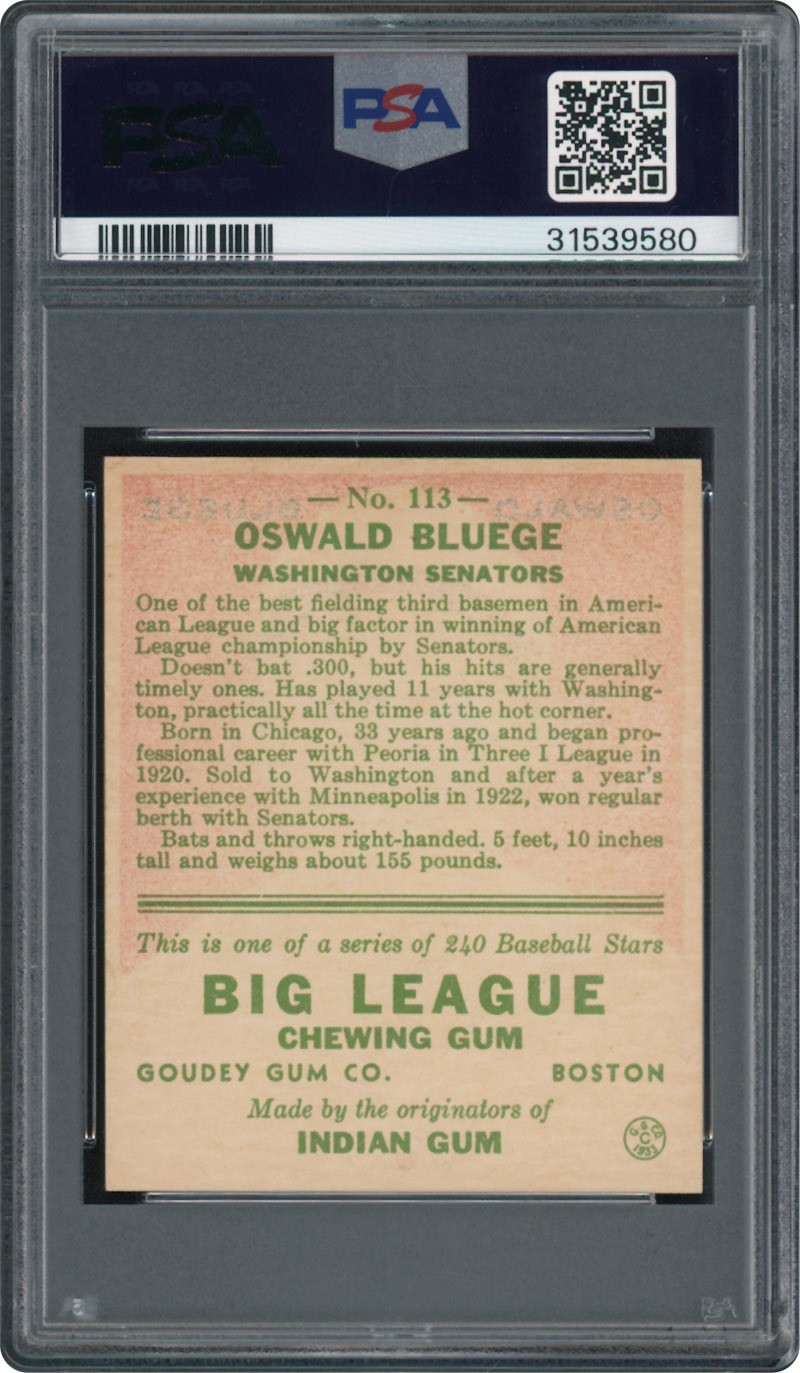 PSA
PSA
31539580
OSWALD BLUEGE
—No. 113—
OSWALD BLUEGE
WASHINGTON SENATORS
One of the best fielding third basemen in Ameri-
can League and big factor in winning of American
League championship by Senators.
Doesn't bat .300, but his hits are generally
timely ones. Has played 11 years with Washing-
ton, practically all the time at the hot corner.
Born in Chicago, 33 years ago and began pro-
fessional career with Peoria in Three I League in
1920. Sold to Washington and after a year's
experience with Minneapolis in 1922, won regular
berth with Senators.
Bats and throws right-handed. 5 feet, 10 inches
tall and weighs about 155 pounds.
This is one of a series of 240 Baseball Stars
BIG LEAGUE
CHEWING GUM
GOUDEY GUM CO. BOSTON
Made by the originators of
INDIAN GUM
G. G. CO.
C
1933
PSA